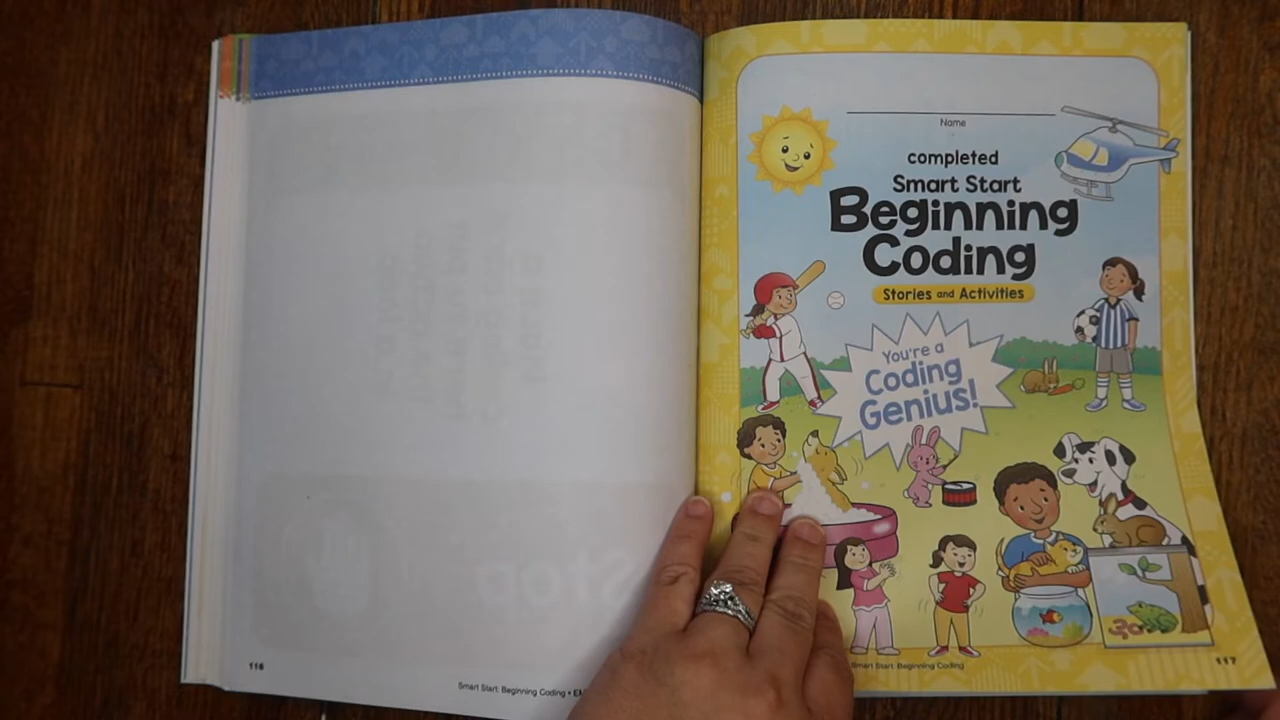 116
Smart Start: Beginning Coding •
Name
completed
Smart Start
Beginning
Coding
Stories and Activities
You're a
Coding
Genius!
Smart Start: Beginning Coding
117